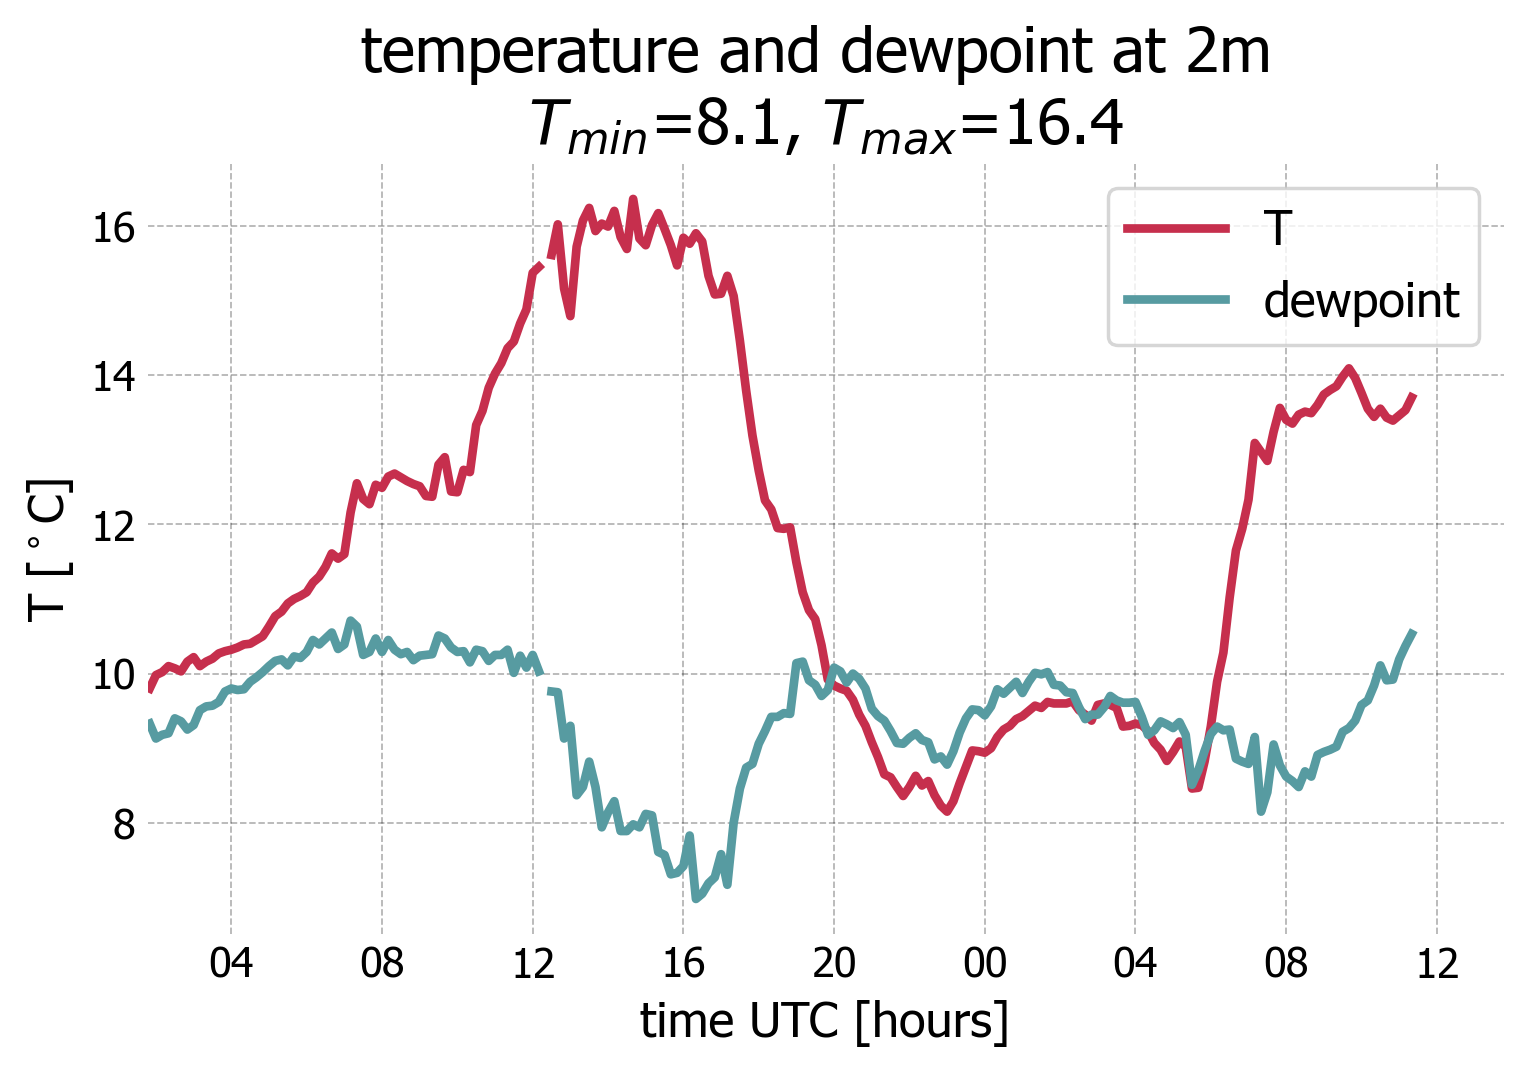 temperature and dewpoint at 2m
T_min=8.1, T_max=16.4
T
dewpoint
T [°C]
16
14
12
10
8
04 08 12 16 20 00 04 08 12
time UTC [hours]